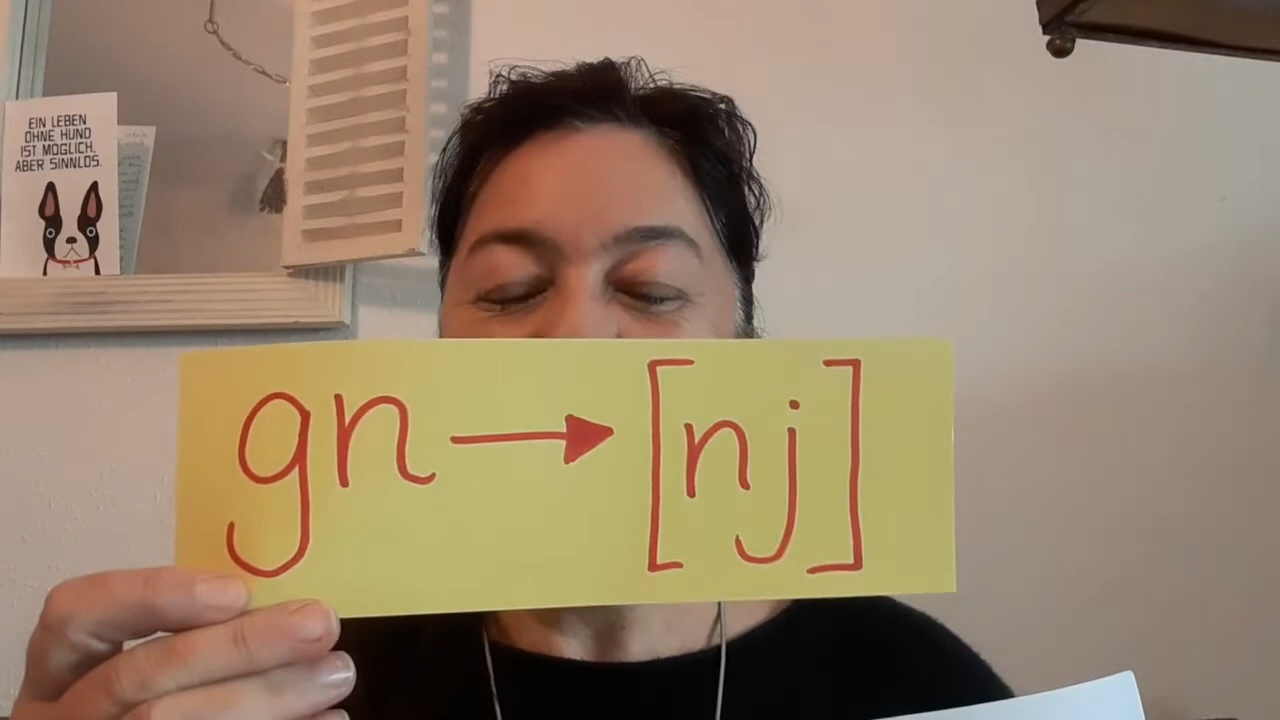 EIN LEBEN
OHNE HUND
IST MÖGLICH,
ABER SINNLOS.
gn → [nj]